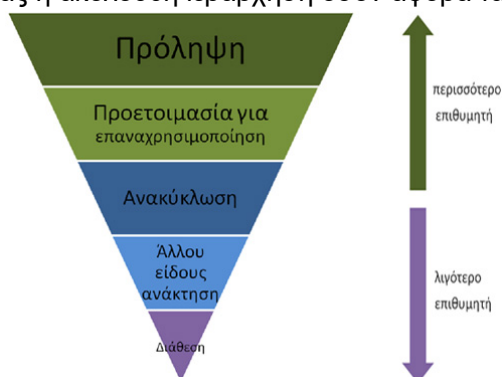 Πρόληψη
Προετοιμασία για
επαναχρησιμοποίηση
Ανακύκλωση
Άλλου
είδους
ανάκτηση
Διάθεση
περισσότερο
επιθυμητή
λιγότερο
επιθυμητή